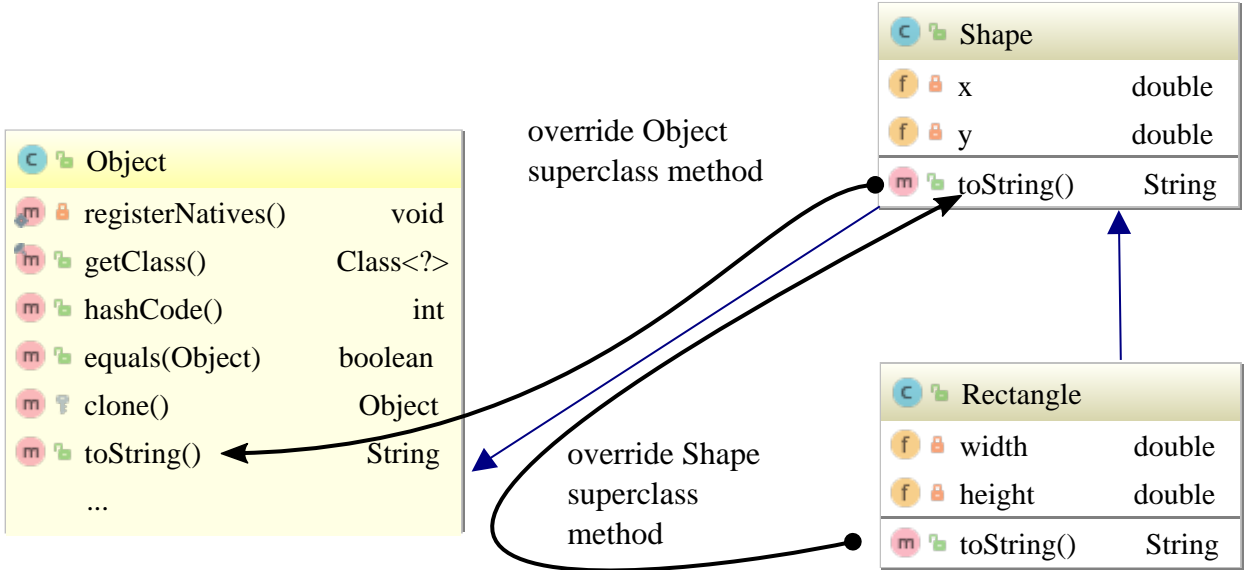 C Shape
f x double
f y double
m toString() String
override Object
superclass method
C Object
m registerNatives() void
m getClass() Class<?>
m hashCode() int
m equals(Object) boolean
m clone() Object
m toString() String
...
override Shape
superclass
method
C Rectangle
f width double
f height double
m toString() String